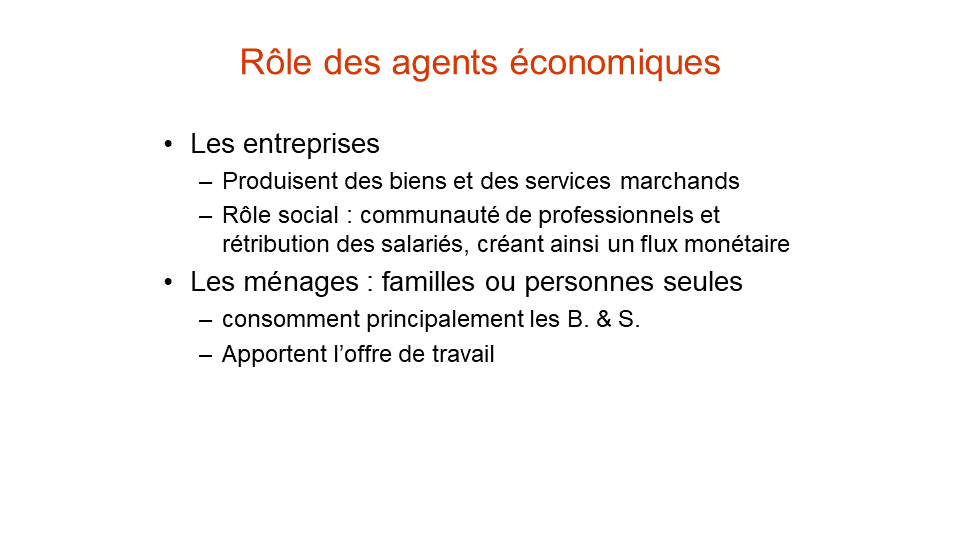 Rôle des agents économiques
• Les entreprises
– Produisent des biens et des services marchands
– Rôle social : communauté de professionnels et
rétribution des salariés, créant ainsi un flux monétaire
• Les ménages : familles ou personnes seules
– consomment principalement les B. & S.
– Apportent l’offre de travail